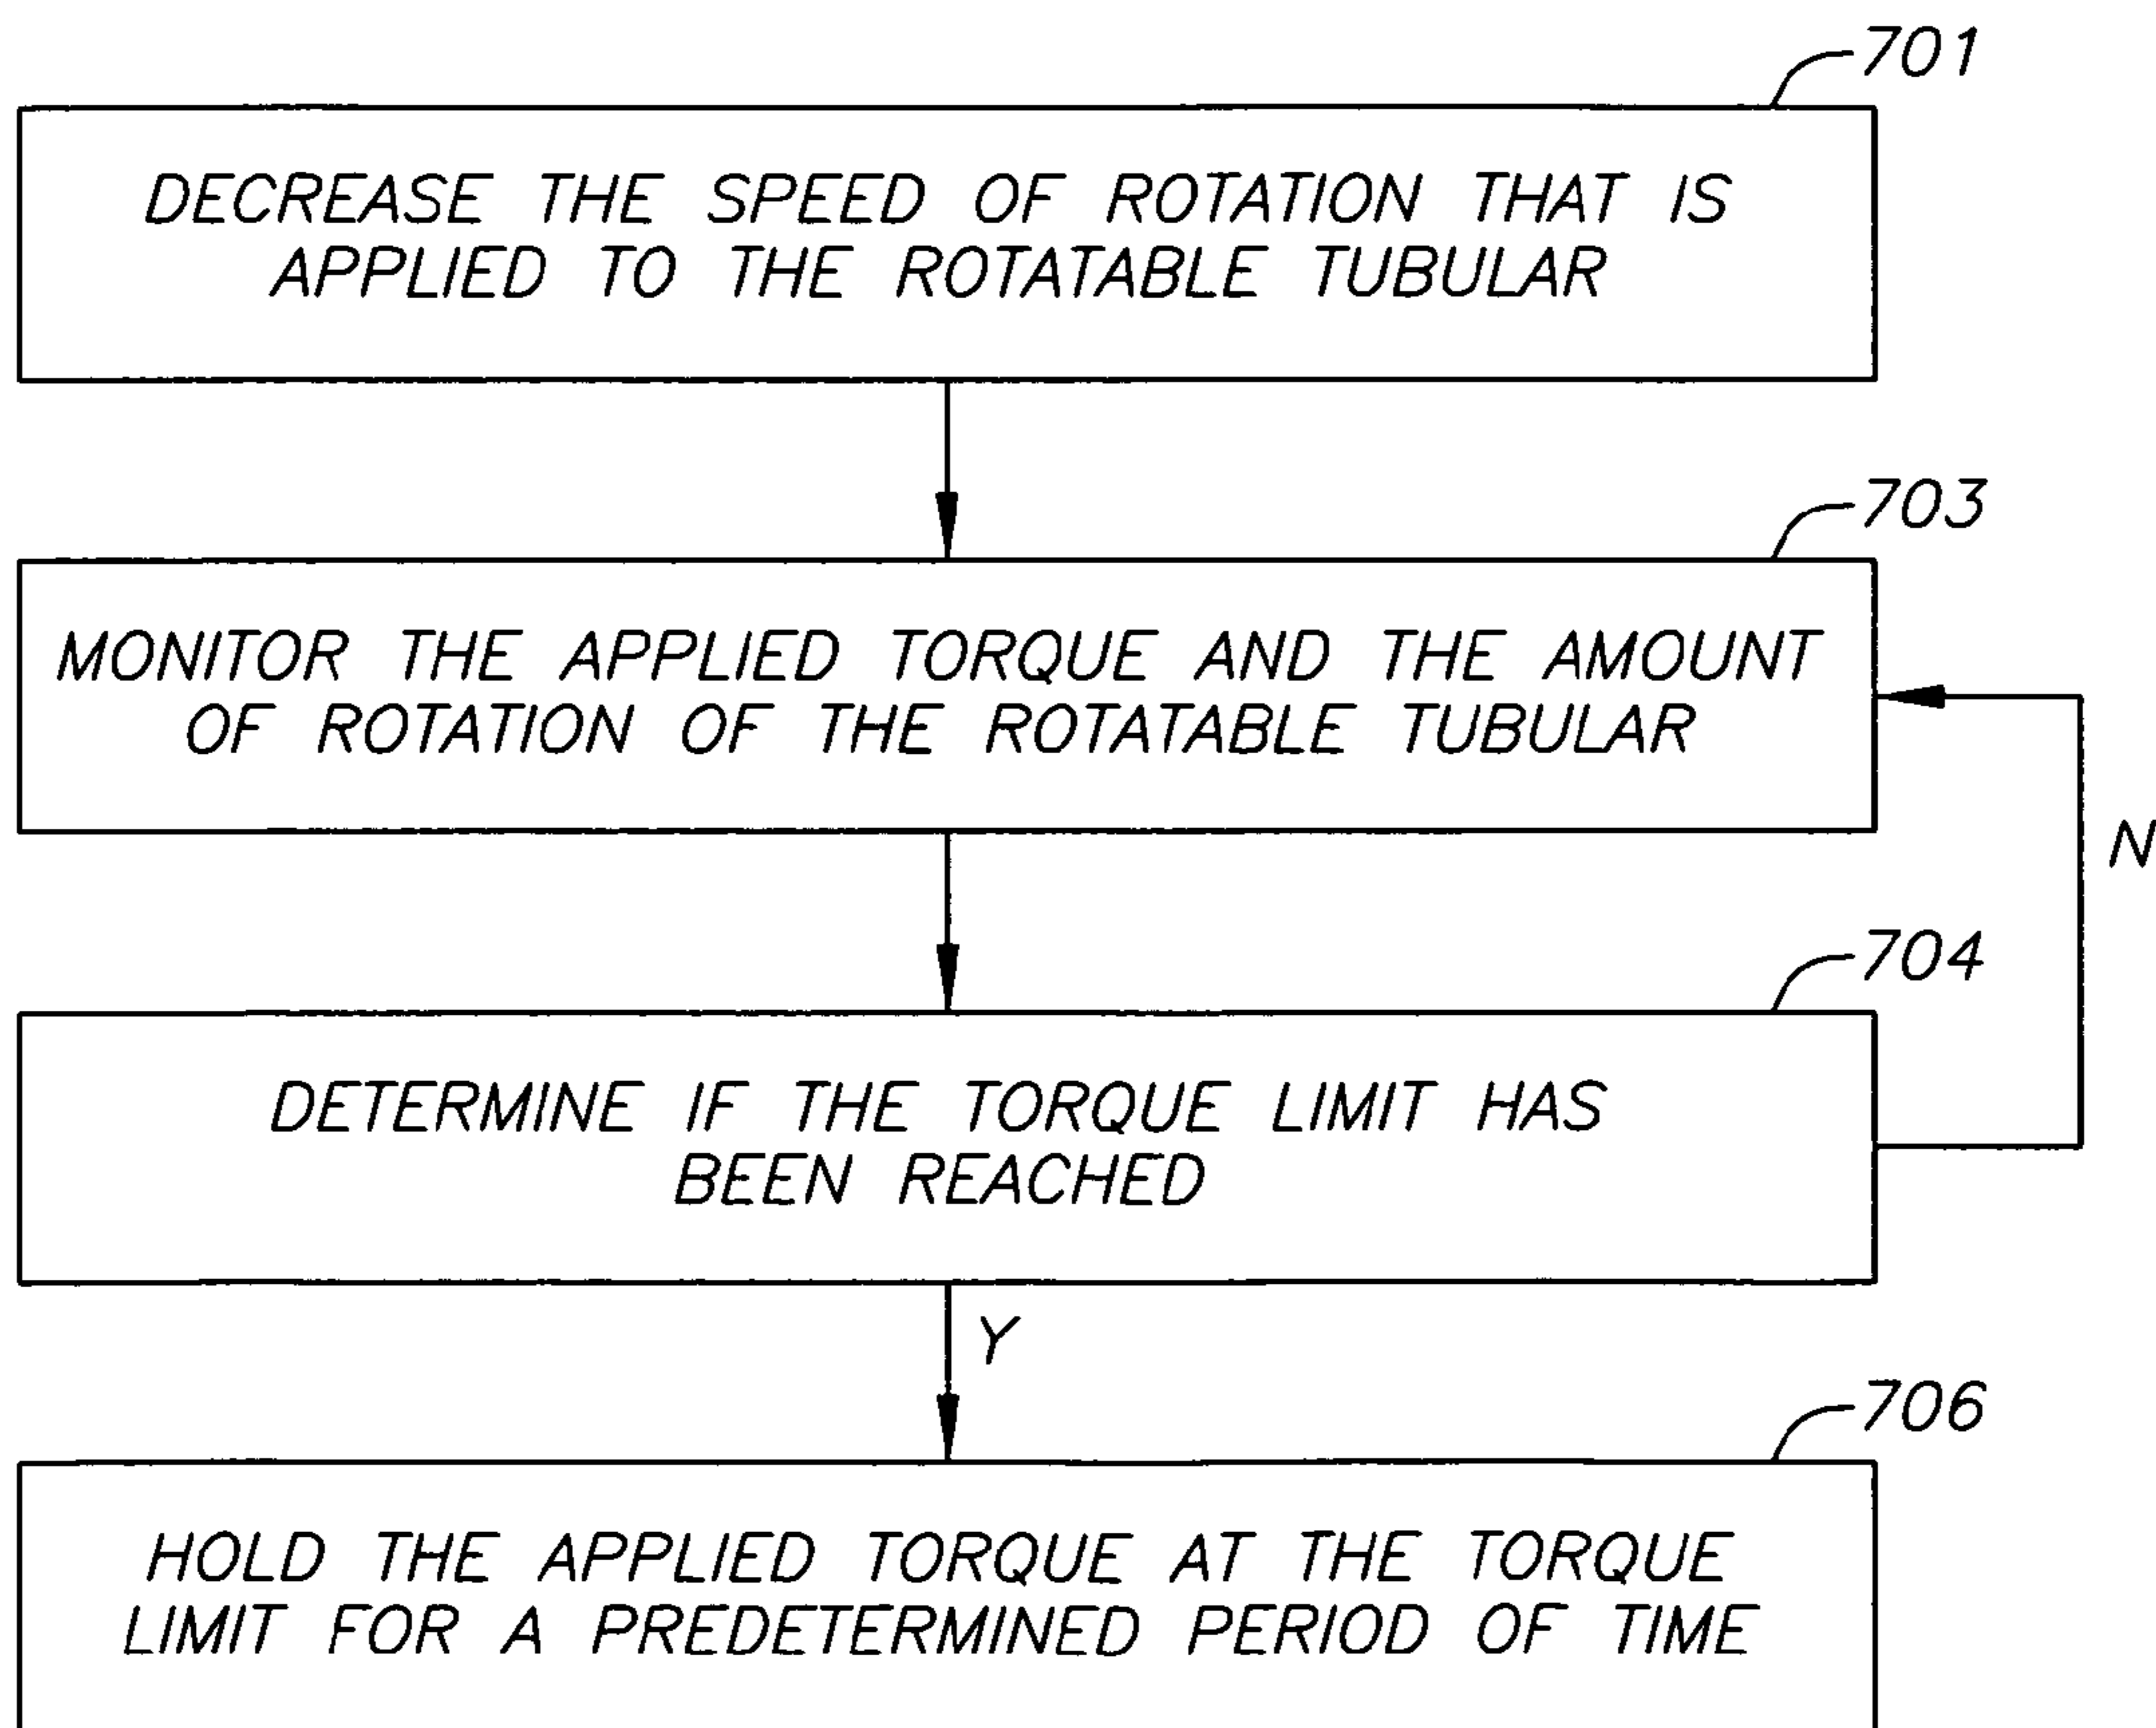 701
DECREASE THE SPEED OF ROTATION THAT IS
APPLIED TO THE ROTATABLE TUBULAR
703
MONITOR THE APPLIED TORQUE AND THE AMOUNT
OF ROTATION OF THE ROTATABLE TUBULAR
N
704
DETERMINE IF THE TORQUE LIMIT HAS
BEEN REACHED
Y
706
HOLD THE APPLIED TORQUE AT THE TORQUE
LIMIT FOR A PREDETERMINED PERIOD OF TIME